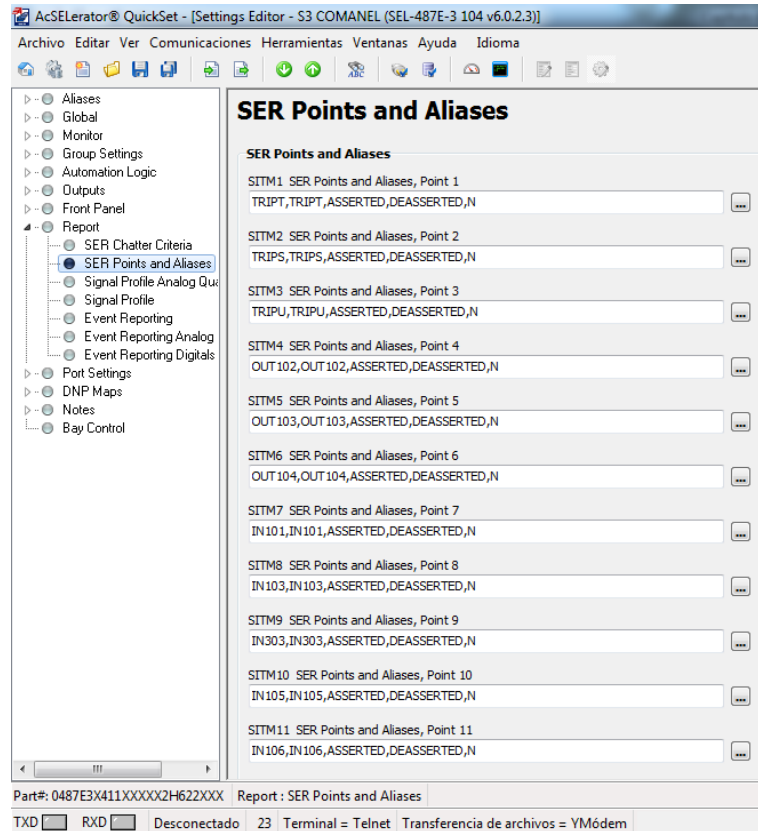 AcSELerator® QuickSet - [Settings Editor - S3 COMANEL (SEL-487E-3 104 v6.0.2.3)]
Archivo Editar Ver Comunicaciones Herramientas Ventanas Ayuda Idioma
Aliases
Global
Monitor
Group Settings
Automation Logic
Outputs
Front Panel
Report
SER Chatter Criteria
SER Points and Aliases
Signal Profile Analog Qua
Signal Profile
Event Reporting
Event Reporting Analog
Event Reporting Digitals
Port Settings
DNP Maps
Notes
Bay Control
SER Points and Aliases
SER Points and Aliases
SITM1 SER Points and Aliases, Point 1
TRIPT,TRIPT,ASSERTED,DEASSERTED,N
...
SITM2 SER Points and Aliases, Point 2
TRIPS,TRIPS,ASSERTED,DEASSERTED,N
...
SITM3 SER Points and Aliases, Point 3
TRIPU,TRIPU,ASSERTED,DEASSERTED,N
...
SITM4 SER Points and Aliases, Point 4
OUT102,OUT102,ASSERTED,DEASSERTED,N
...
SITM5 SER Points and Aliases, Point 5
OUT103,OUT103,ASSERTED,DEASSERTED,N
...
SITM6 SER Points and Aliases, Point 6
OUT104,OUT104,ASSERTED,DEASSERTED,N
...
SITM7 SER Points and Aliases, Point 7
IN101,IN101,ASSERTED,DEASSERTED,N
...
SITM8 SER Points and Aliases, Point 8
IN103,IN103,ASSERTED,DEASSERTED,N
...
SITM9 SER Points and Aliases, Point 9
IN303,IN303,ASSERTED,DEASSERTED,N
...
SITM10 SER Points and Aliases, Point 10
IN105,IN105,ASSERTED,DEASSERTED,N
...
SITM11 SER Points and Aliases, Point 11
IN106,IN106,ASSERTED,DEASSERTED,N
...
Part#: 0487E3X411XXXXX2H622XXX Report : SER Points and Aliases
TXD RXD Desconectado 23 Terminal = Telnet Transferencia de archivos = YMódem